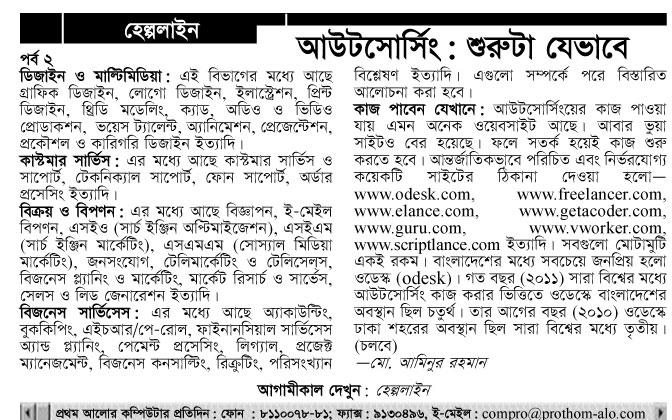 হেল্পলাইন
আউটসোর্সিং : শুরুটা যেভাবে
পর্ব ২
ডিজাইন ও মাল্টিমিডিয়া : এই বিভাগের মধ্যে আছে
গ্রাফিক ডিজাইন, লোগো ডিজাইন, ইলাস্ট্রেশন, প্রিন্ট
ডিজাইন, থ্রিডি মডেলিং, ক্যাড, অডিও ও ভিডিও
প্রোডাকশন, ভয়েস ট্যালেন্ট, অ্যানিমেশন, প্রেজেন্টেশন,
প্রকৌশল ও কারিগরি ডিজাইন ইত্যাদি।
কাস্টমার সার্ভিস : এর মধ্যে আছে কাস্টমার সার্ভিস ও
সাপোর্ট, টেকনিক্যাল সাপোর্ট, ফোন সাপোর্ট, অর্ডার
প্রসেসিং ইত্যাদি।
বিক্রয় ও বিপণন : এর মধ্যে আছে বিজ্ঞাপন, ই-মেইল
বিপণন, এসইও (সার্চ ইঞ্জিন অপ্টিমাইজেশন), এসইএম
(সার্চ ইঞ্জিন মার্কেটিং), এসএমএম (সোস্যাল মিডিয়া
মার্কেটিং), জনসংযোগ, টেলিমার্কেটিং ও টেলিসেল্স,
বিজনেস প্ল্যানিং ও মার্কেটিং, মার্কেট রিসার্চ ও সার্ভেস,
সেলস ও লিড জেনারেশন ইত্যাদি।
বিজনেস সার্ভিসেস : এর মধ্যে আছে অ্যাকাউন্টিং,
বুককিপিং, এইচআর/পে-রোল, ফাইনানসিয়াল সার্ভিসেস
অ্যান্ড প্ল্যানিং, পেমেন্ট প্রসেসিং, লিগ্যাল, প্রজেক্ট
ম্যানেজমেন্ট, বিজনেস কনসাল্টিং, রিক্রুটিং, পরিসংখ্যান
বিশ্লেষণ ইত্যাদি। এগুলো সম্পর্কে পরে বিস্তারিত
আলোচনা করা হবে।
কাজ পাবেন যেখানে : আউটসোর্সিংয়ের কাজ পাওয়া
যায় এমন অনেক ওয়েবসাইট আছে। আবার ভুয়া
সাইটও বের হয়েছে। ফলে সতর্ক হয়েই কাজ শুরু
করতে হবে। আন্তর্জাতিকভাবে পরিচিত এবং নির্ভরযোগ্য
কয়েকটি সাইটের ঠিকানা দেওয়া হলো—
www.odesk.com, www.freelancer.com,
www.elance.com, www.getacoder.com,
www.guru.com, www.vworker.com,
www.scriptlance.com ইত্যাদি। সবগুলো মোটামুটি
একই রকম। বাংলাদেশের মধ্যে সবচেয়ে জনপ্রিয় হলো
ওডেস্ক (odesk)। গত বছর (২০১১) সারা বিশ্বের মধ্যে
আউটসোর্সিং কাজ করার ভিত্তিতে ওডেস্কে বাংলাদেশের
অবস্থান ছিল চতুর্থ। তার আগের বছর (২০১০) ওডেস্কে
ঢাকা শহরের অবস্থান ছিল সারা বিশ্বের মধ্যে তৃতীয়।
(চলবে)
—মো. আমিনুর রহমান
আগামীকাল দেখুন : হেল্পলাইন
প্রথম আলোর কম্পিউটার প্রতিদিন : ফোন : ৮১১০০৭৮-৮১; ফ্যাক্স : ৯১৩০৪৯৬, ই-মেইল : compro@prothom-alo.com